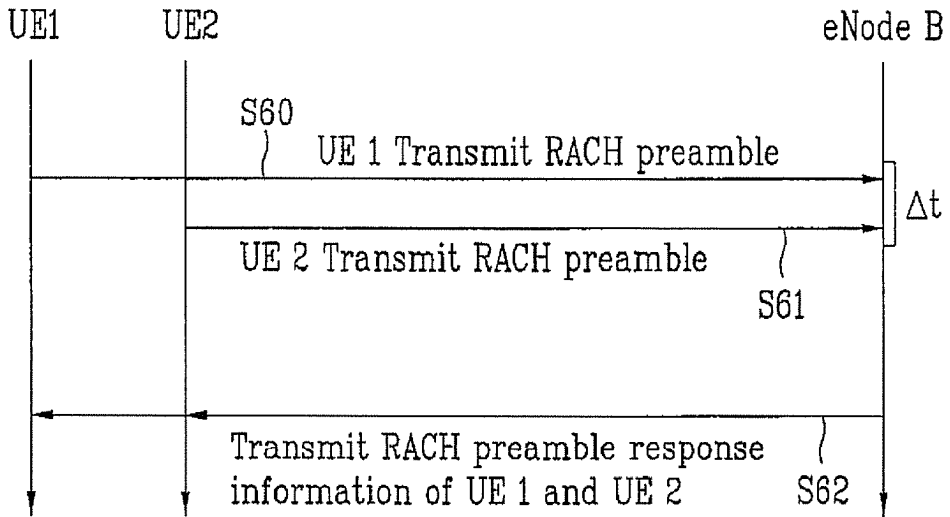 UE1 UE2 eNode B
S60
UE 1 Transmit RACH preamble
Δt
UE 2 Transmit RACH preamble
S61
Transmit RACH preamble response
information of UE 1 and UE 2
S62